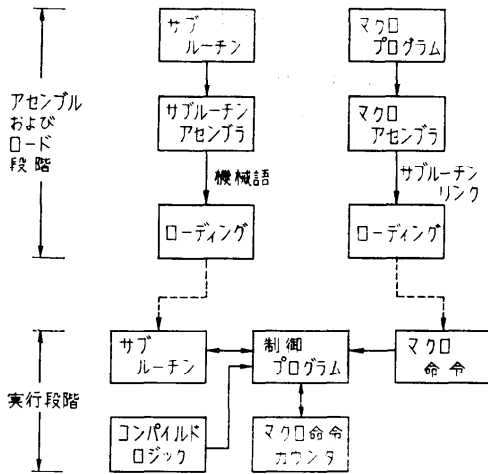 サブ
ルーチン
マクロ
プログラム
アセンブル
および
ロード
段階
サブルーチン
アセンブラ
マクロ
アセンブラ
機械語
サブルーチン
リンク
ローディング
ローディング
実行段階
サブ
ルーチン
制御
プログラム
マクロ
命令
コンパイルド
ロジック
マクロ命令
カウンタ